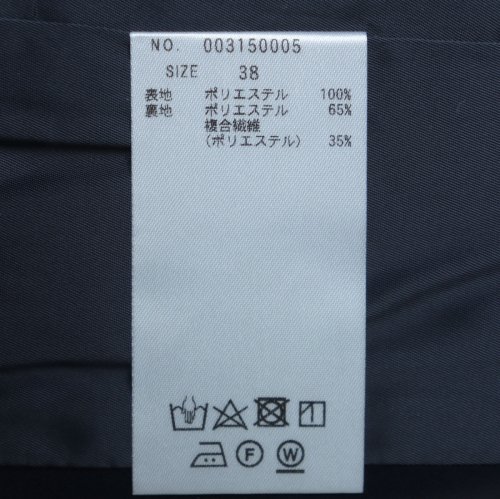 NO. 003150005
SIZE 38
表地 ポリエステル 100%
裏地 ポリエステル 65%
複合繊維
(ポリエステル) 35%
F W